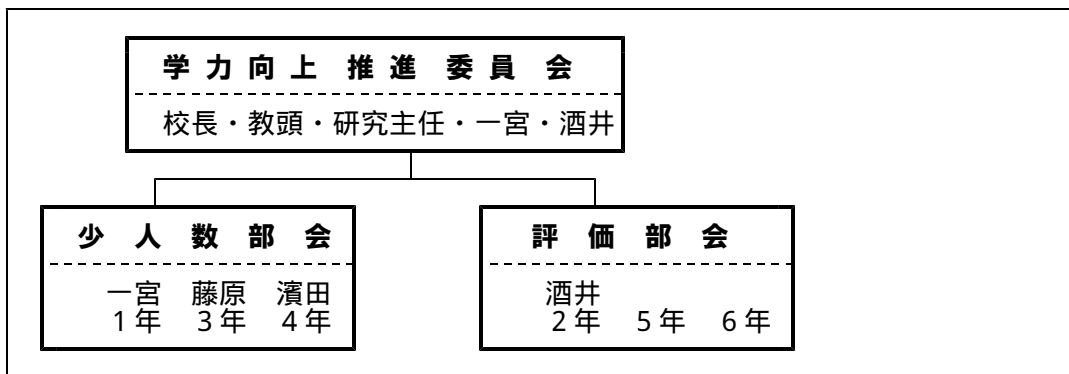 学力向上推進委員会
校長・教頭・研究主任・一宮・酒井
少人数部会
一宮 藤原 濱田
1年 3年 4年
評価部会
酒井
2年 5年 6年